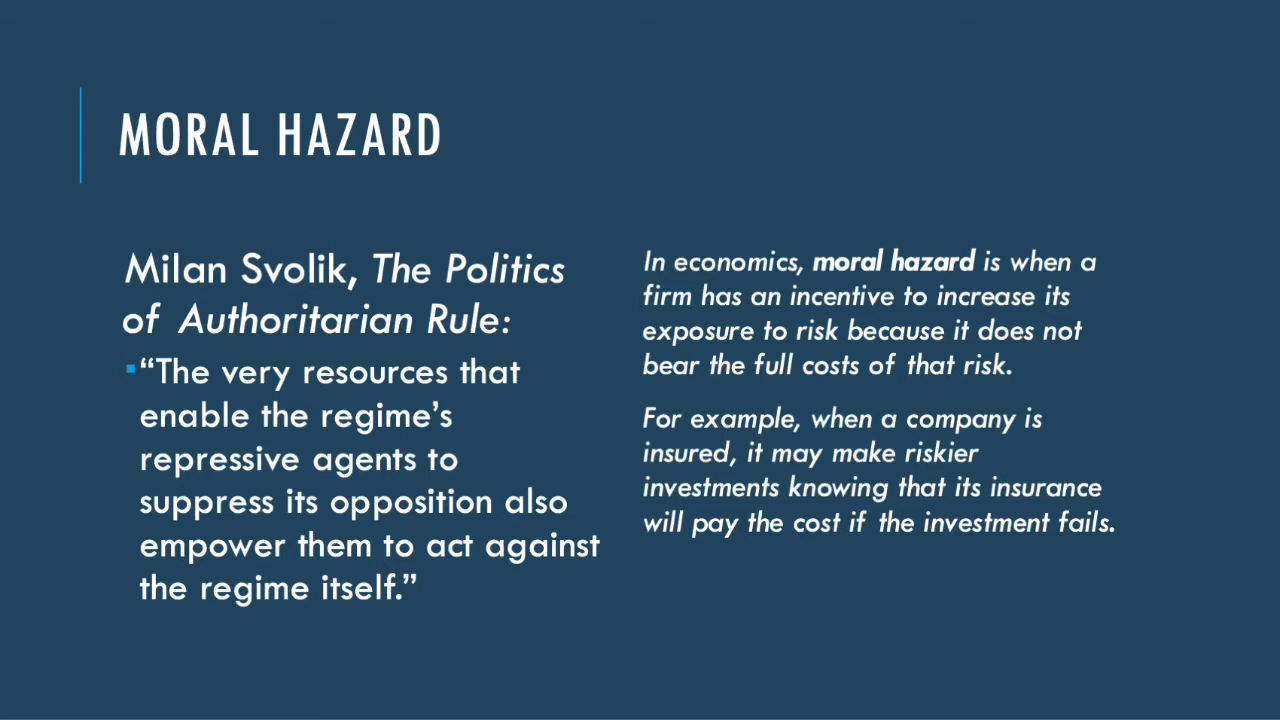 MORAL HAZARD
Milan Svolik, The Politics
of Authoritarian Rule:
▪“The very resources that
enable the regime’s
repressive agents to
suppress its opposition also
empower them to act against
the regime itself.”
In economics, moral hazard is when a
firm has an incentive to increase its
exposure to risk because it does not
bear the full costs of that risk.
For example, when a company is
insured, it may make riskier
investments knowing that its insurance
will pay the cost if the investment fails.